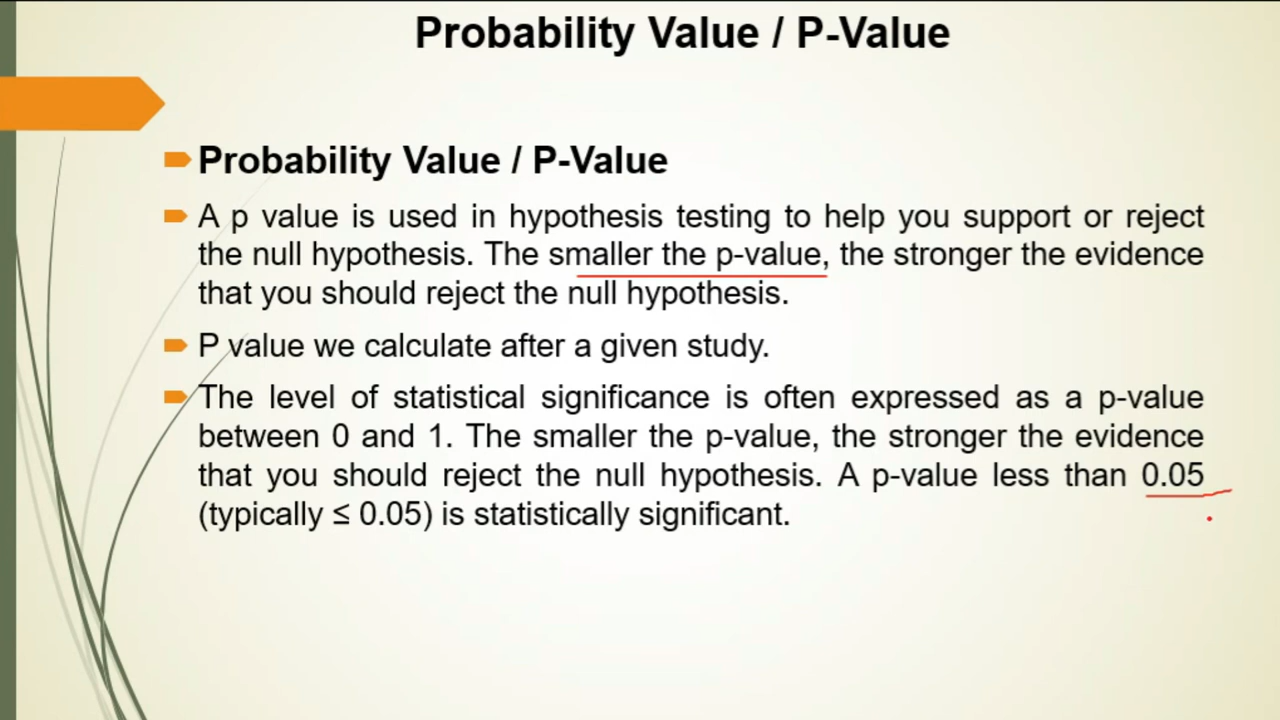 Probability Value / P-Value
Probability Value / P-Value
A p value is used in hypothesis testing to help you support or reject
the null hypothesis. The smaller the p-value, the stronger the evidence
that you should reject the null hypothesis.
P value we calculate after a given study.
The level of statistical significance is often expressed as a p-value
between 0 and 1. The smaller the p-value, the stronger the evidence
that you should reject the null hypothesis. A p-value less than 0.05
(typically ≤ 0.05) is statistically significant.